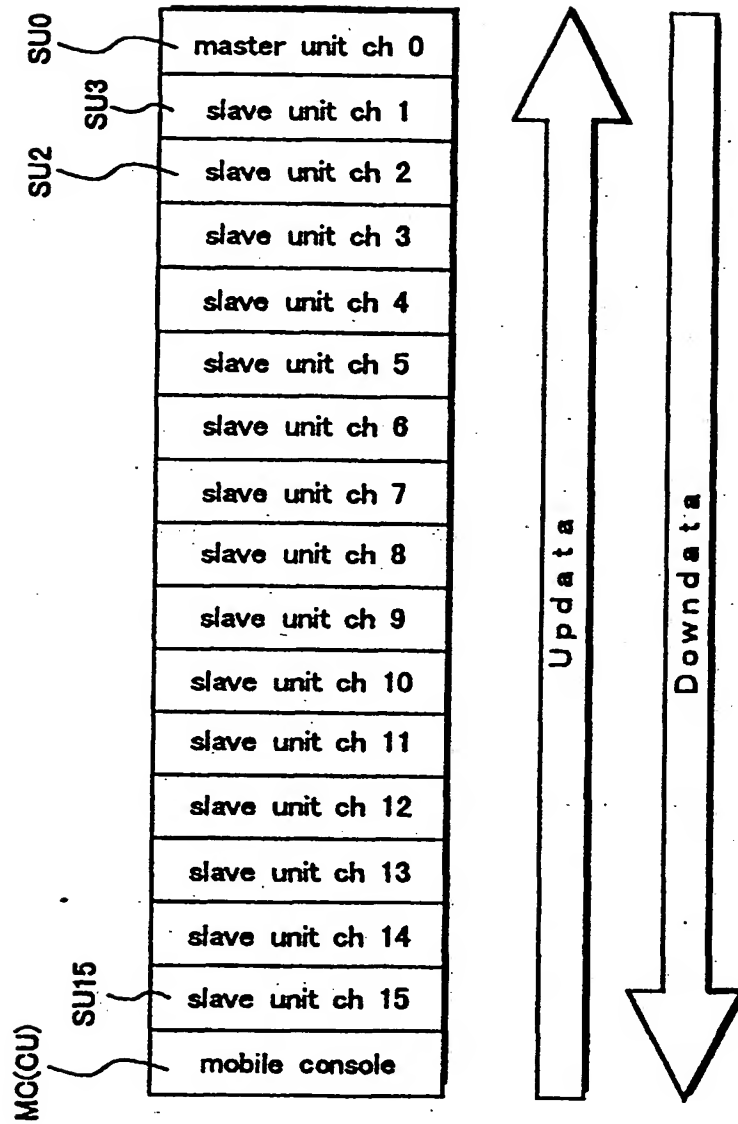 SU0
master unit ch 0
SU3
slave unit ch 1
SU2
slave unit ch 2
slave unit ch 3
slave unit ch 4
slave unit ch 5
slave unit ch 6
slave unit ch 7
slave unit ch 8
slave unit ch 9
slave unit ch 10
slave unit ch 11
slave unit ch 12
slave unit ch 13
slave unit ch 14
SU15
slave unit ch 15
MC(CU)
mobile console
Updata
Downdata